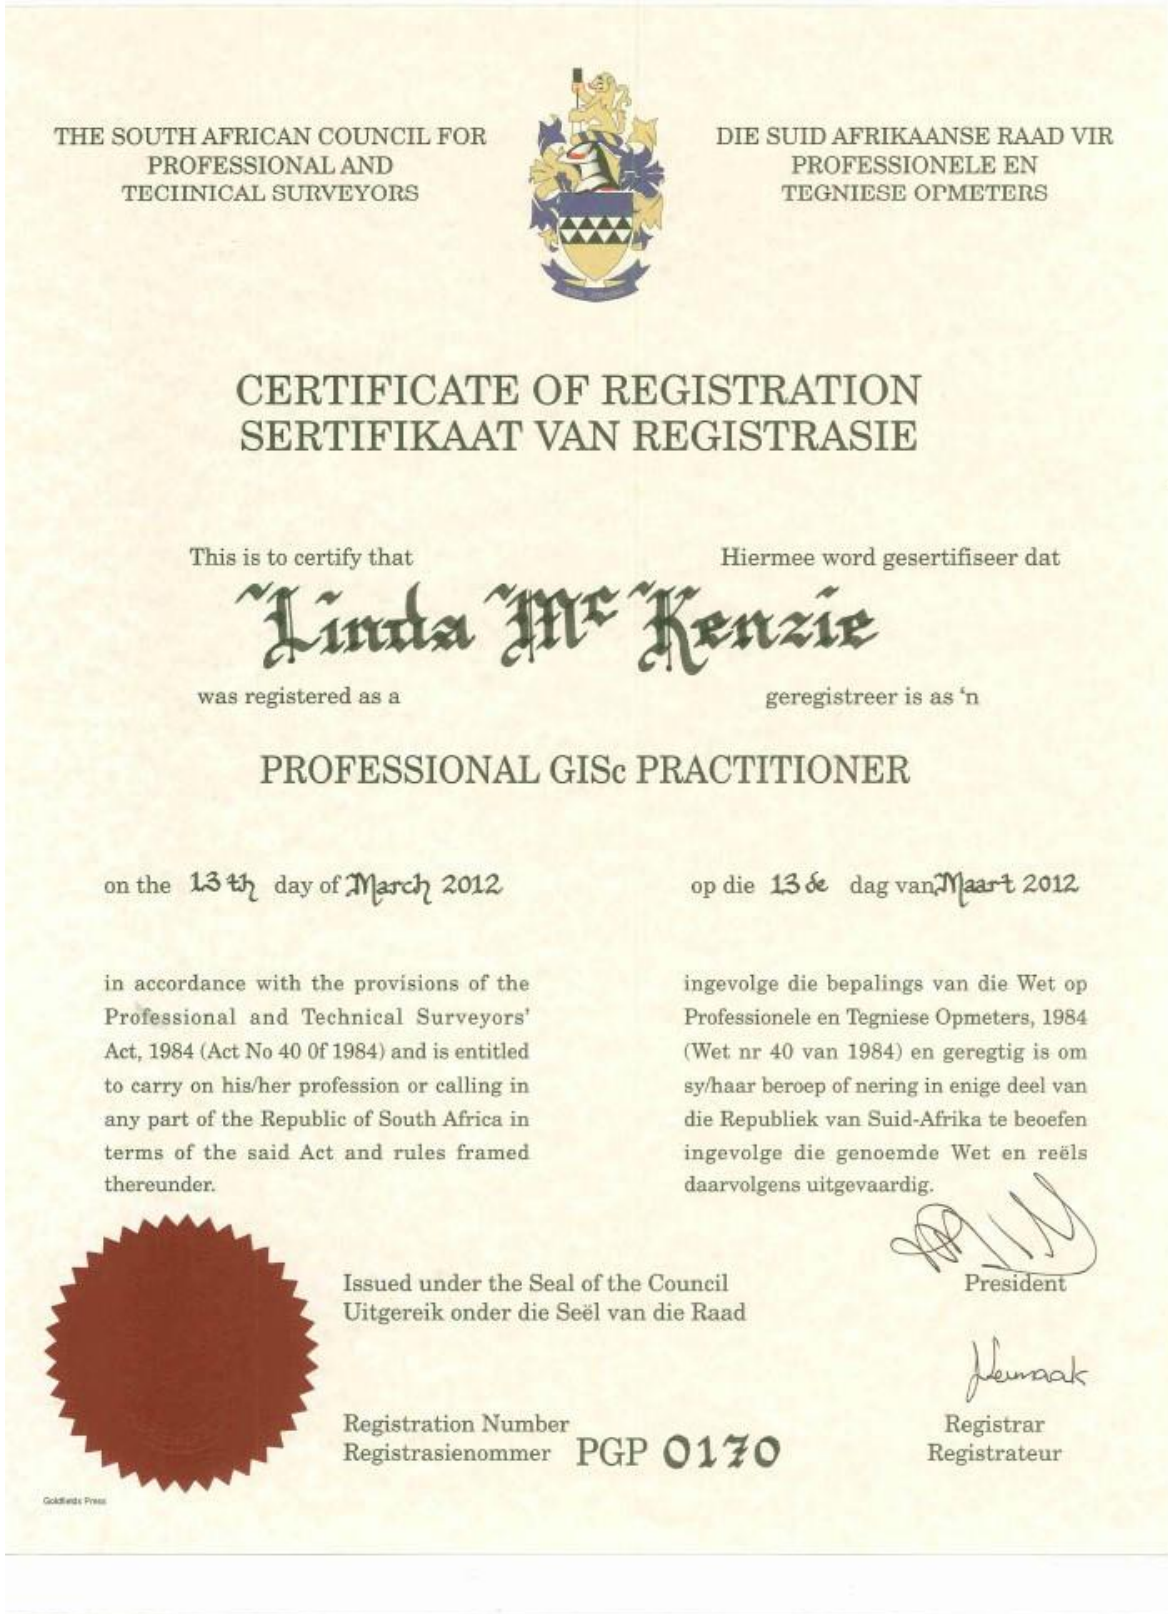 THE SOUTH AFRICAN COUNCIL FOR
PROFESSIONAL AND
TECHNICAL SURVEYORS
DIE SUID AFRIKAANSE RAAD VIR
PROFESSIONELE EN
TEGNIESE OPMETERS
CERTIFICATE OF REGISTRATION
SERTIFIKAAT VAN REGISTRASIE
This is to certify that
Hiermee word gesertifiseer dat
Linda Mc Kenzie
was registered as a
geregistreer is as 'n
PROFESSIONAL GISc PRACTITIONER
on the 13th day of March 2012
op die 13de dag van Maart 2012
in accordance with the provisions of the
Professional and Technical Surveyors'
Act, 1984 (Act No 40 0f 1984) and is entitled
to carry on his/her profession or calling in
any part of the Republic of South Africa in
terms of the said Act and rules framed
thereunder.
ingevolge die bepalings van die Wet op
Professionele en Tegniese Opmeters, 1984
(Wet nr 40 van 1984) en geregtig is om
sy/haar beroep of nering in enige deel van
die Republiek van Suid-Afrika te beoefen
ingevolge die genoemde Wet en reëls
daarvolgens uitgevaardig.
President
Issued under the Seal of the Council
Uitgereik onder die Seël van die Raad
Registration Number
Registrasienommer PGP 0170
Registrar
Registrateur
Goldfields Press